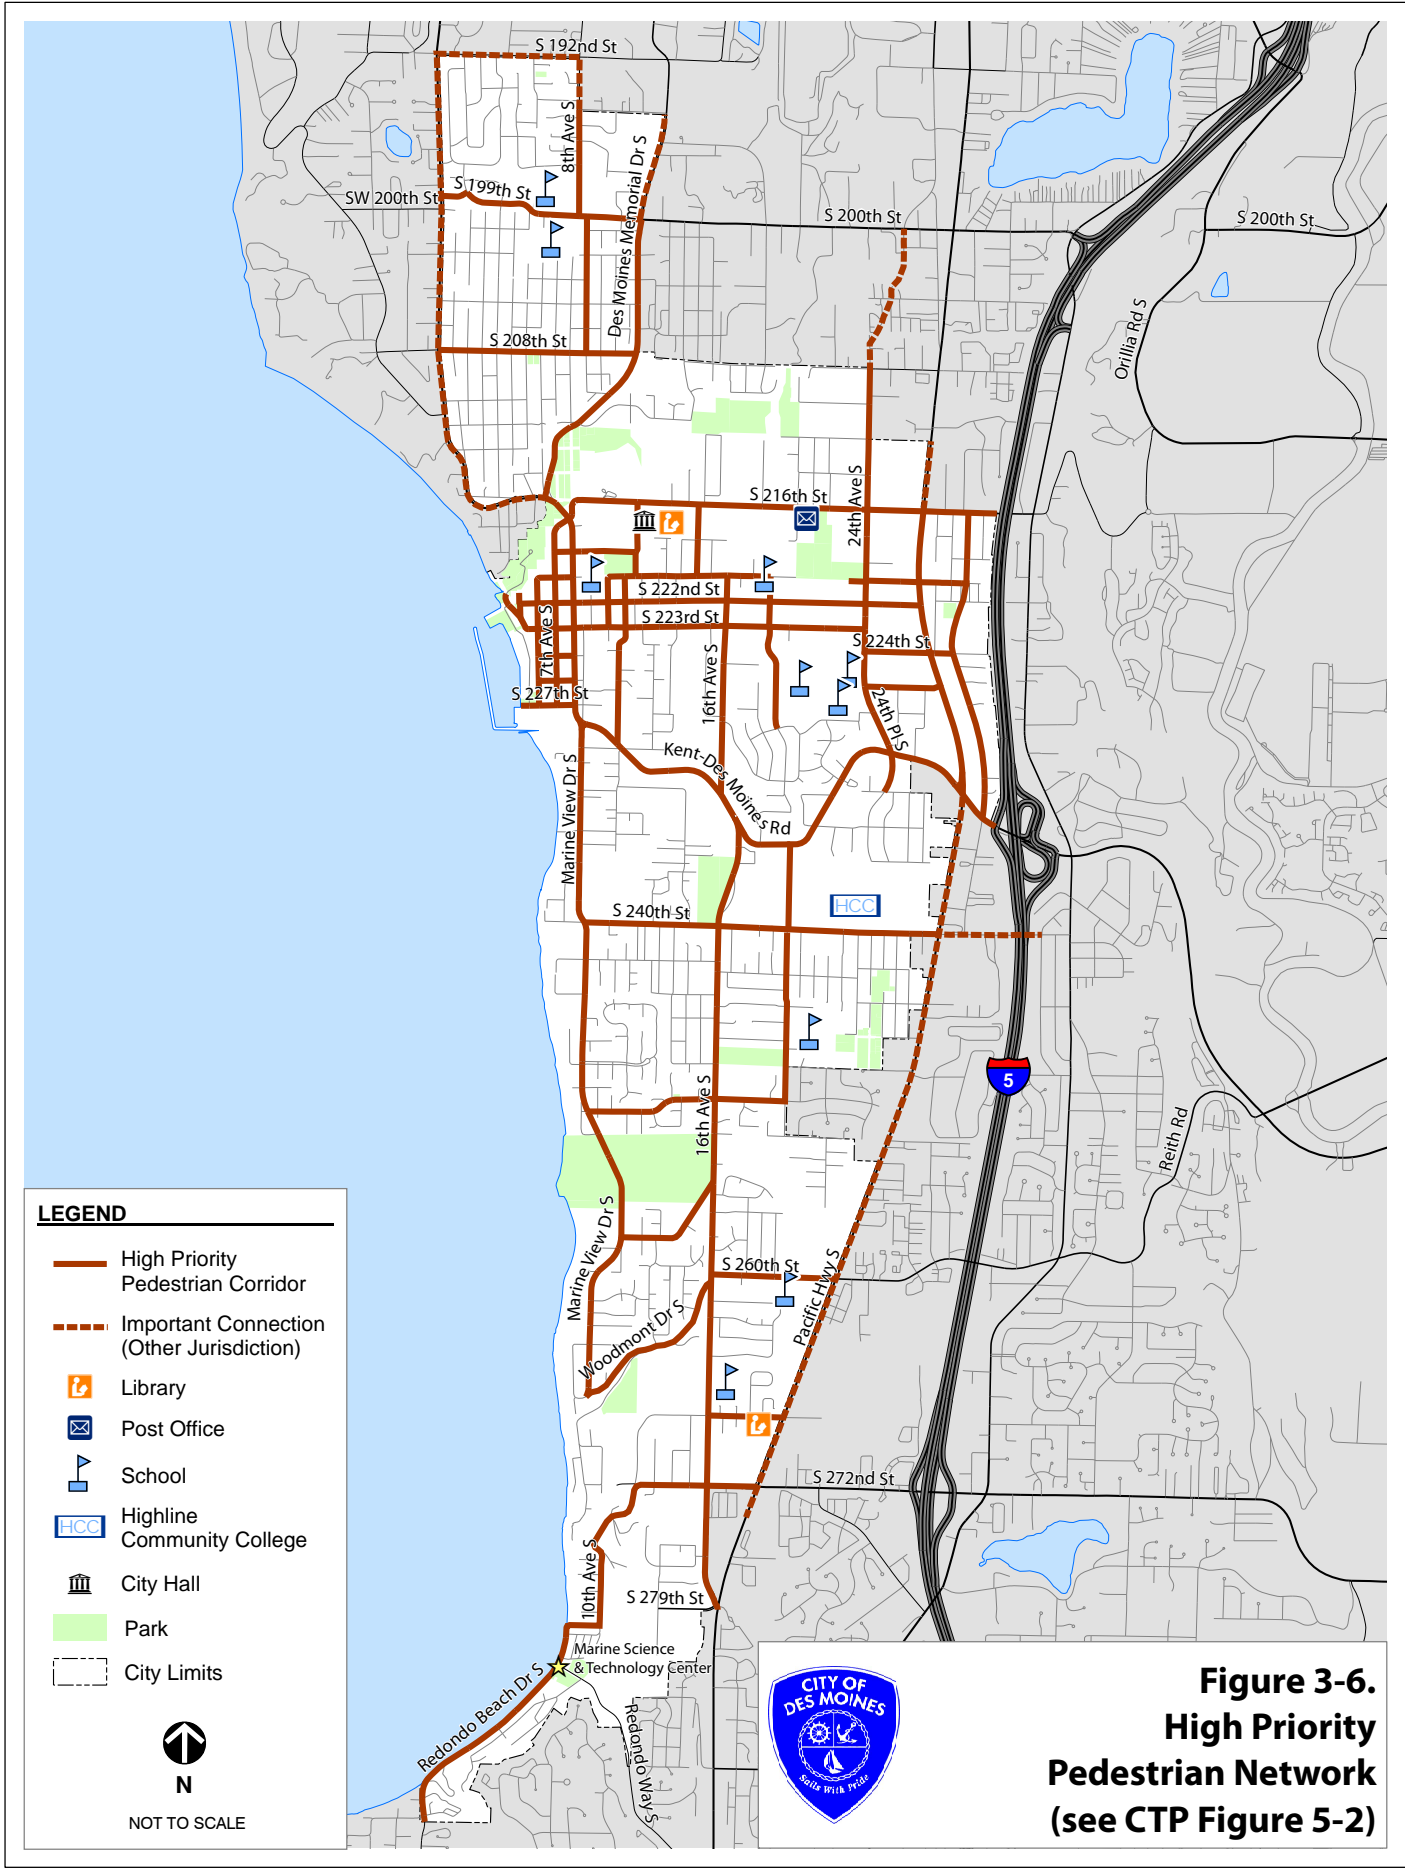 S 192nd St
8th Ave S
Des Moines Memorial Dr S
SW 200th St
S 199th St
S 200th St
S 200th St
Orillia Rd S
S 208th St
24th Ave S
S 216th St
S 222nd St
S 223rd St
7th Ave S
S 224th St
16th Ave S
S 227th St
24th Pl S
Kent-Des Moines Rd
Marine View Dr S
HCC
S 240th St
5
16th Ave S
Reith Rd
Marine View Dr S
S 260th St
Pacific Hwy S
Woodmont Dr S
S 272nd St
10th Ave S
S 279th St
Marine Science
& Technology Center
Redondo Beach Dr S
Redondo Way S
LEGEND
High Priority
Pedestrian Corridor
Important Connection
(Other Jurisdiction)
Library
Post Office
School
HCC
Highline
Community College
City Hall
Park
City Limits
N
NOT TO SCALE
CITY OF
DES MOINES
Sails With Pride
Figure 3-6.
High Priority
Pedestrian Network
(see CTP Figure 5-2)